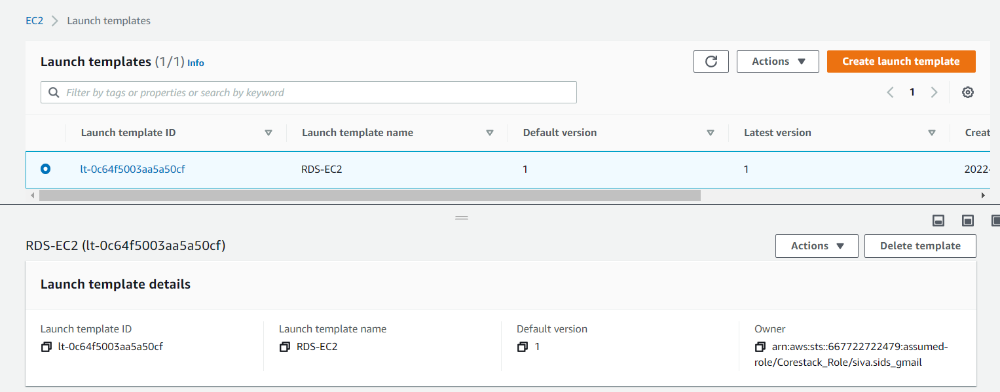 EC2 Launch templates
Launch templates (1/1) Info
Actions
Create launch template
Filter by tags or properties or search by keyword
1
Launch template ID Launch template name Default version Latest version Creat
lt-0c64f5003aa5a50cf RDS-EC2 1 1 2022-
RDS-EC2 (lt-0c64f5003aa5a50cf)
Actions
Delete template
Launch template details
Launch template ID Launch template name Default version Owner
lt-0c64f5003aa5a50cf RDS-EC2 1 arn:aws:sts::667722722479:assumed-
role/Corestack_Role/siva.sids_gmail